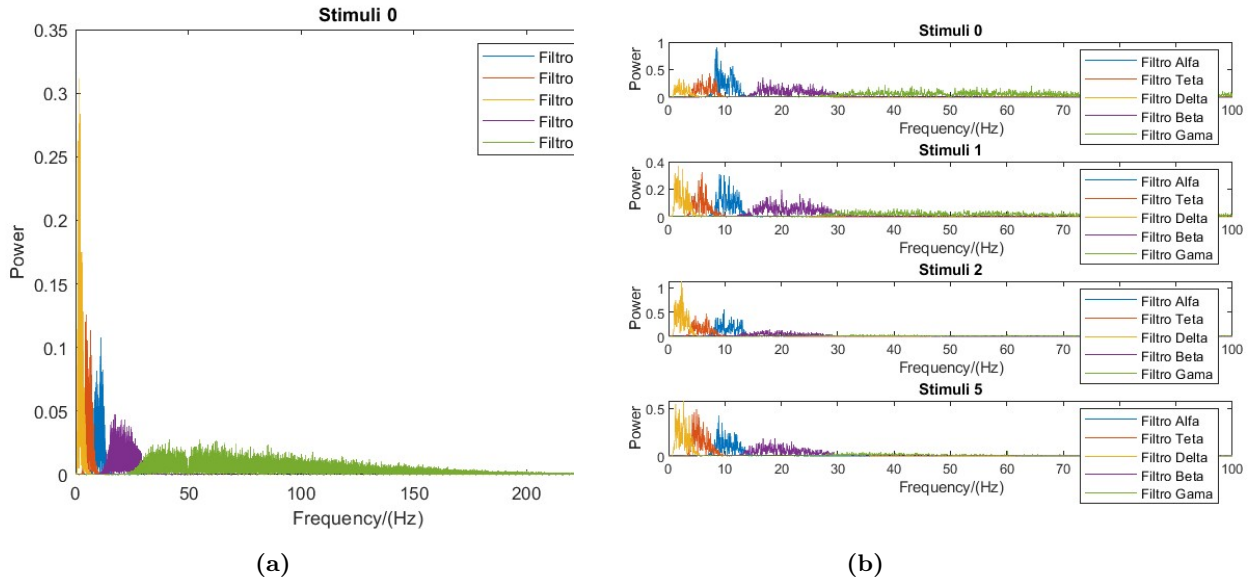 Stimuli 0
0.35
0.3
0.25
0.2
0.15
0.1
0.05
0
Power
Filtro
Filtro
Filtro
Filtro
Filtro
0 50 100 150 200
Frequency/(Hz)
(a)
Stimuli 0
1
0.5
0
Power
Filtro Alfa
Filtro Teta
Filtro Delta
Filtro Beta
Filtro Gama
0 10 20 30 40 50 60 70 100
Frequency/(Hz)
Stimuli 1
0.4
0.2
0
Power
Filtro Alfa
Filtro Teta
Filtro Delta
Filtro Beta
Filtro Gama
0 10 20 30 40 50 60 70 100
Frequency/(Hz)
Stimuli 2
1
0.5
0
Power
Filtro Alfa
Filtro Teta
Filtro Delta
Filtro Beta
Filtro Gama
0 10 20 30 40 50 60 70 100
Frequency/(Hz)
Stimuli 5
0.5
0
Power
Filtro Alfa
Filtro Teta
Filtro Delta
Filtro Beta
Filtro Gama
0 10 20 30 40 50 60 70 100
Frequency/(Hz)
(b)